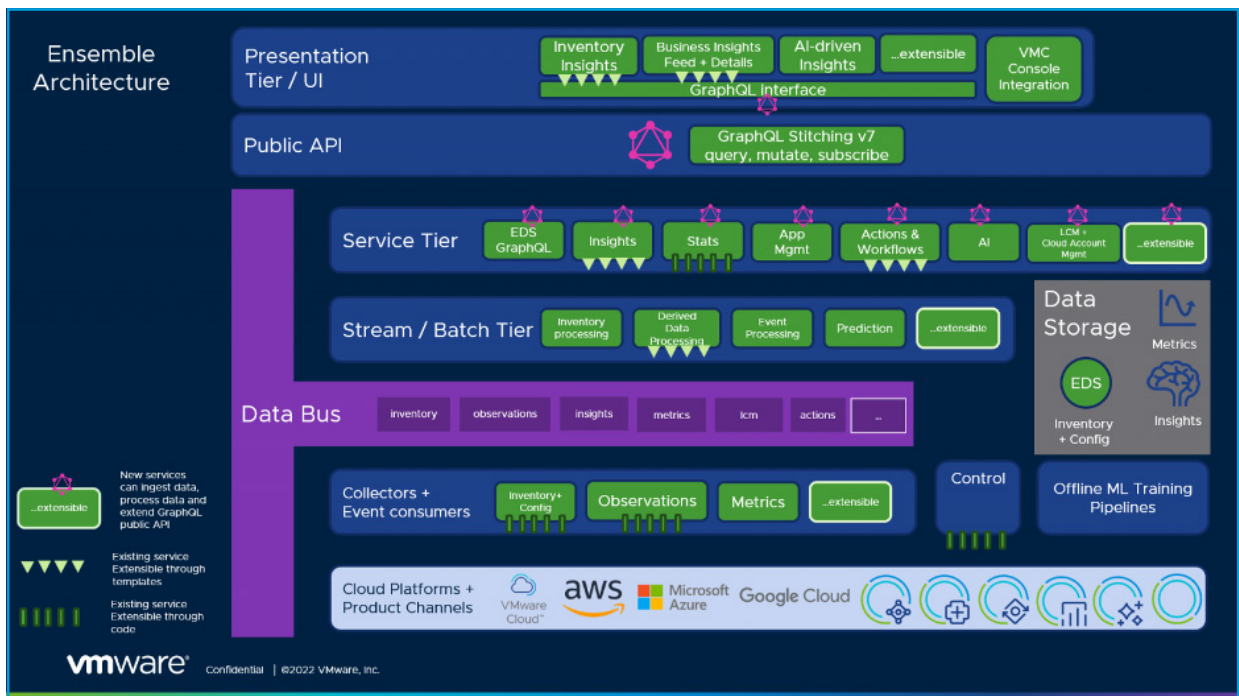 Ensemble
Architecture
Presentation
Tier / UI
Inventory
Insights
Business Insights
Feed + Details
AI-driven
Insights
...extensible
VMC
Console
Integration
GraphQL interface
Public API
GraphQL Stitching v7
query, mutate, subscribe
Service Tier
EDS
GraphQL
Insights
Stats
App
Mgmt
Actions &
Workflows
AI
LCM +
Cloud Account
Mgmt
...extensible
Stream / Batch Tier
Inventory
processing
Derived
Data
Processing
Event
Processing
Prediction
...extensible
Data
Storage
Metrics
EDS
Inventory
+ Config
Insights
Data Bus
inventory
observations
insights
metrics
lcm
actions
...
Collectors +
Event consumers
Inventory+
Config
Observations
Metrics
...extensible
Control
Offline ML Training
Pipelines
Cloud Platforms +
Product Channels
VMware
Cloud™
aws
Microsoft
Azure
Google Cloud
...extensible
New services
can ingest data,
process data and
extend GraphQL
public API
Existing service
Extensible through
templates
Existing service
Extensible through
code
vmware®
Confidential | ©2022 VMware, Inc.